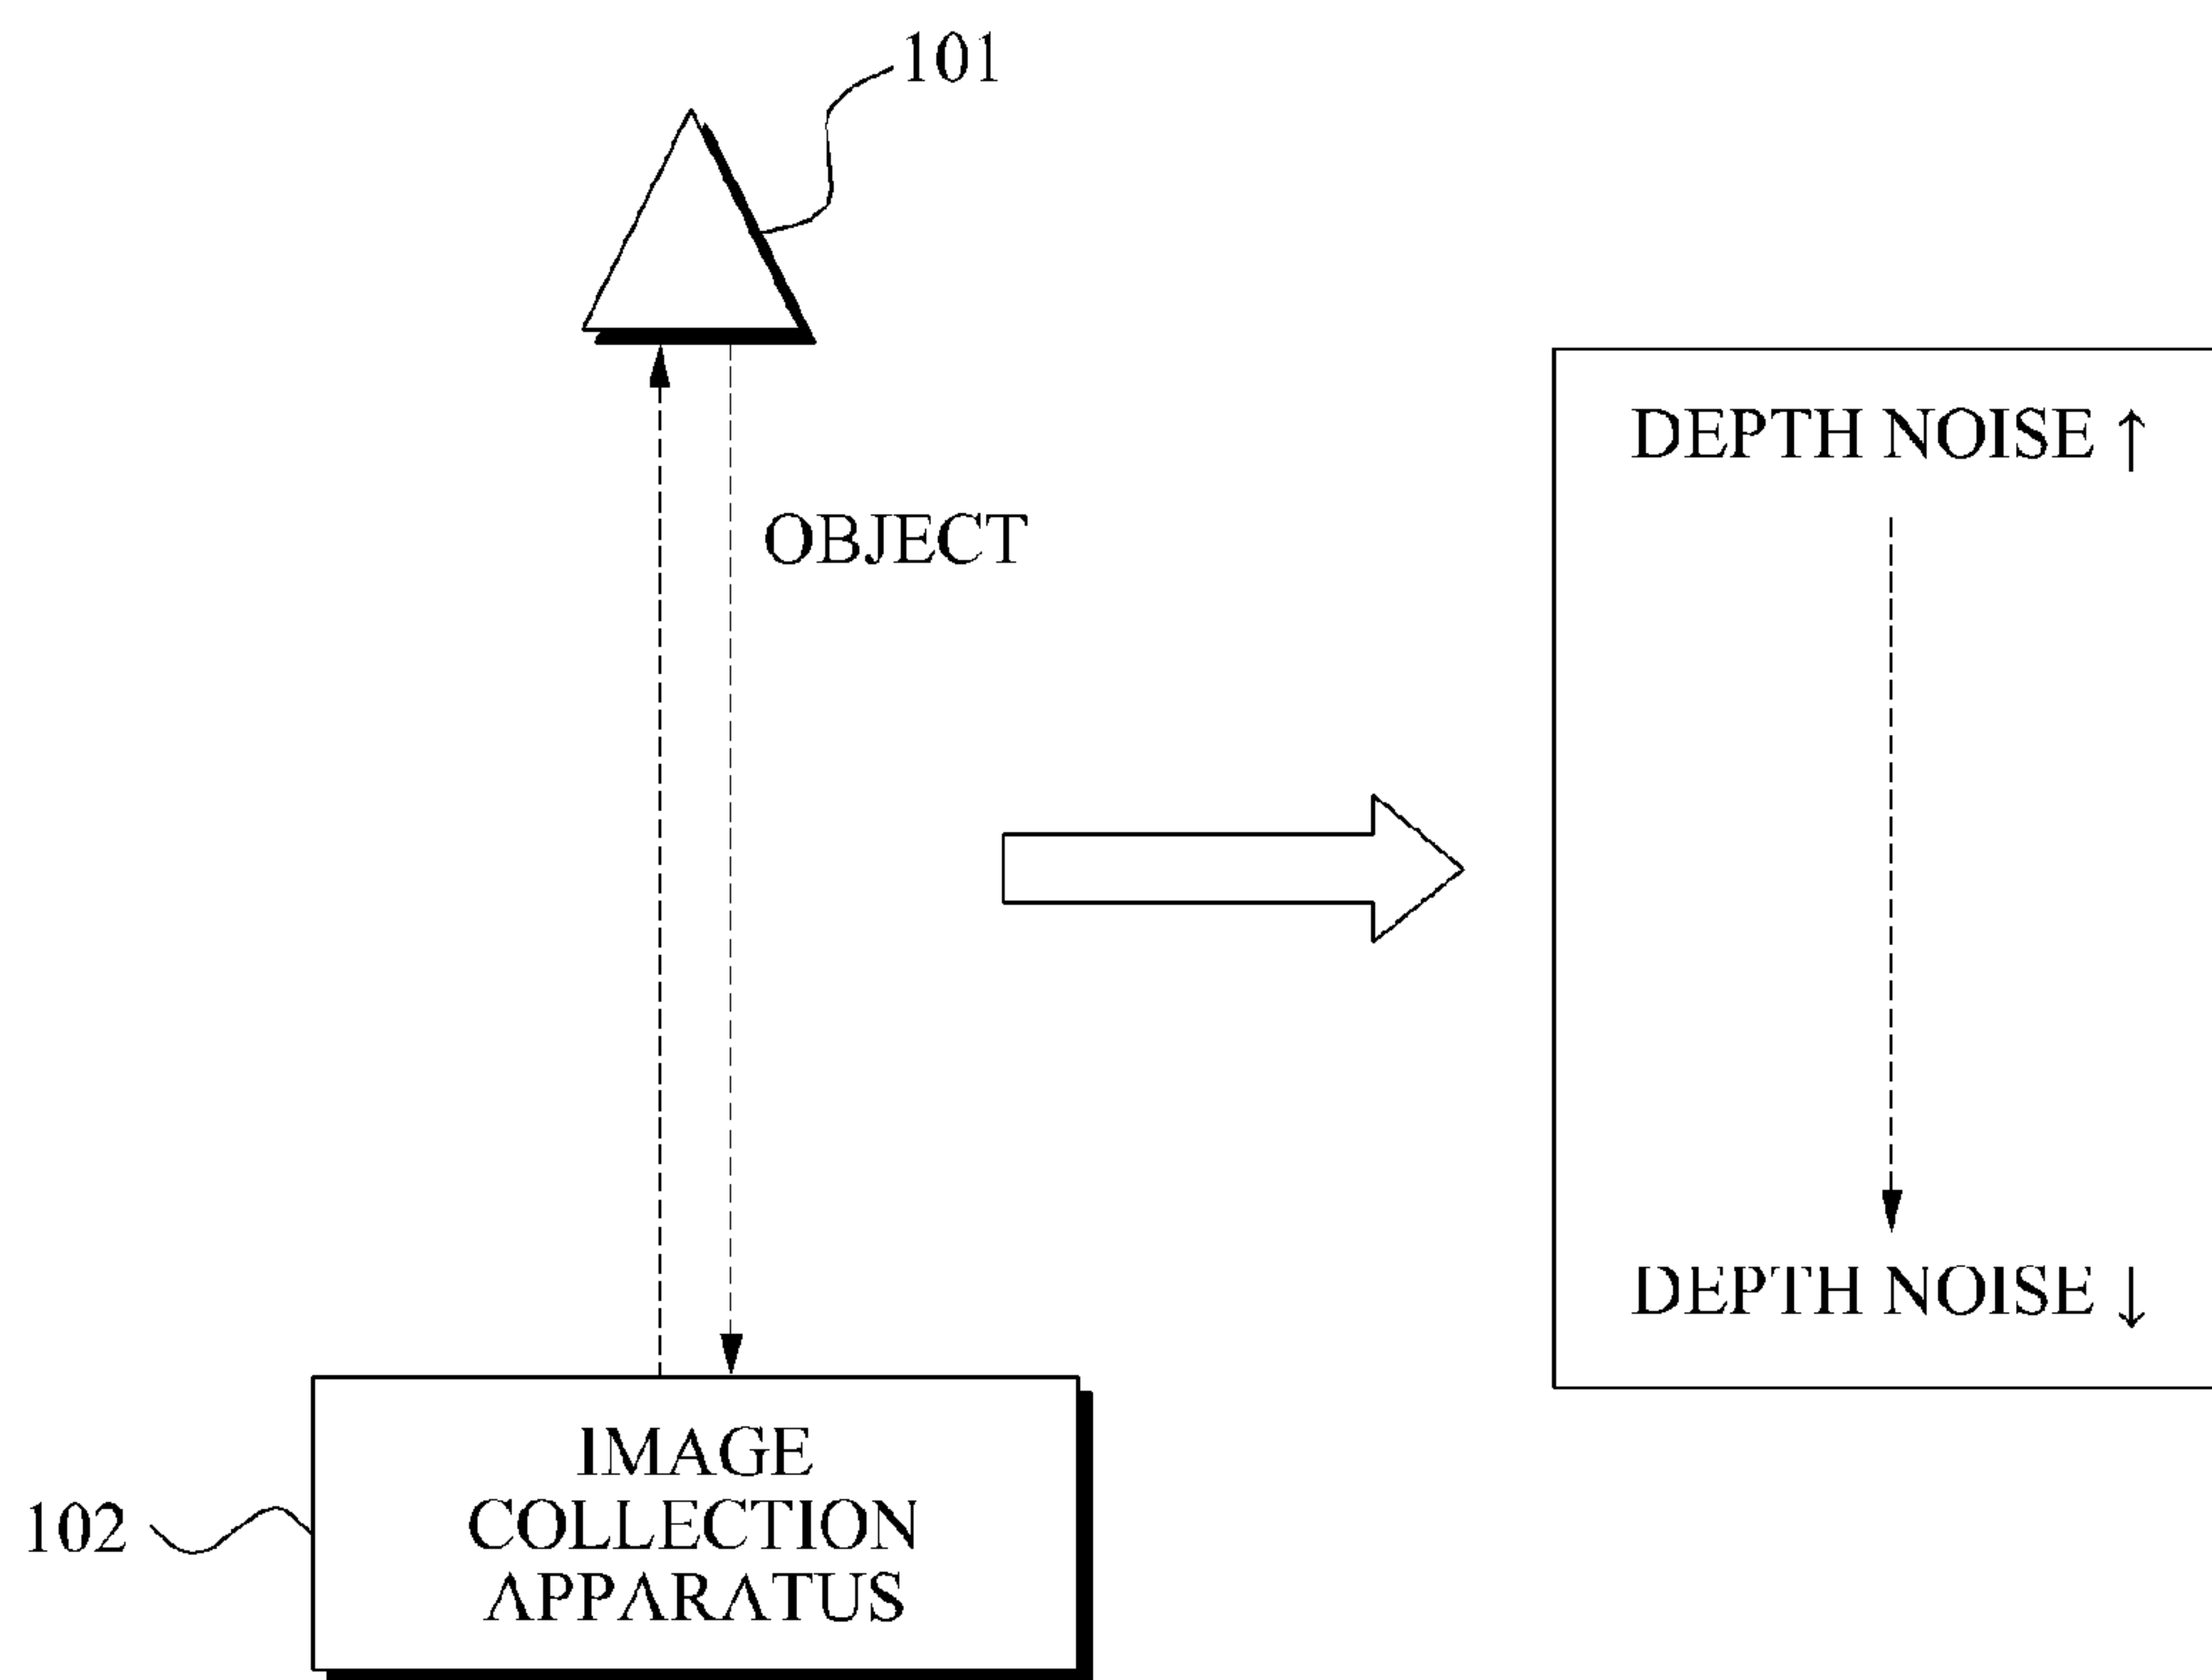 101
OBJECT
DEPTH NOISE ↑
DEPTH NOISE ↓
102
IMAGE
COLLECTION
APPARATUS